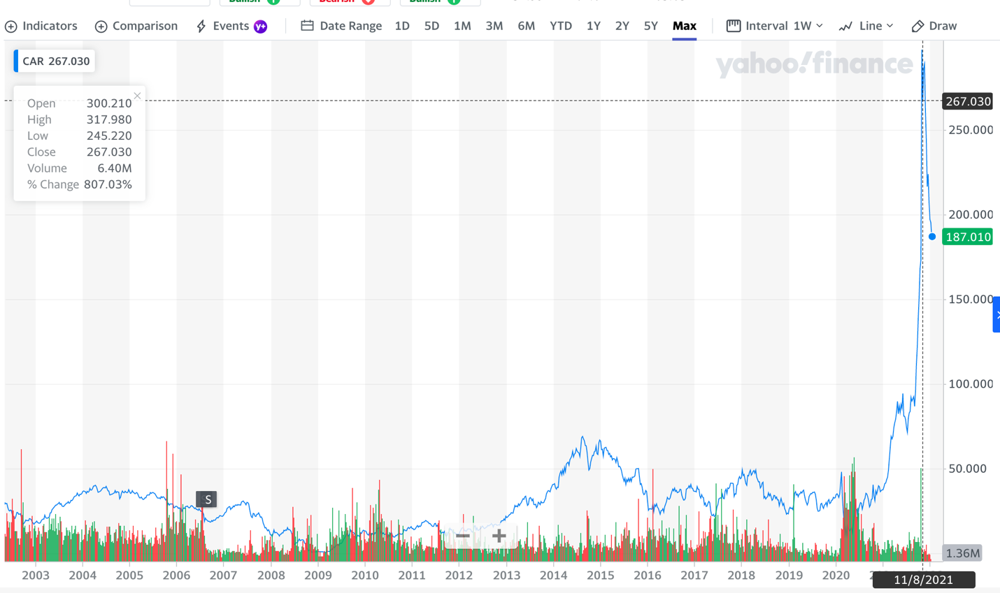 Bullish Bearish Bullish
Indicators Comparison Events y+ Date Range 1D 5D 1M 3M 6M YTD 1Y 2Y 5Y Max Interval 1W Line Draw
CAR 267.030
yahoo!finance
Open 300.210
High 317.980
Low 245.220
Close 267.030
Volume 6.40M
% Change 807.03%
267.030
250.000
200.000
187.010
150.000
100.000
50.000
S
1.36M
2003 2004 2005 2006 2007 2008 2009 2010 2011 2012 2013 2014 2015 2016 2017 2018 2019 2020
11/8/2021